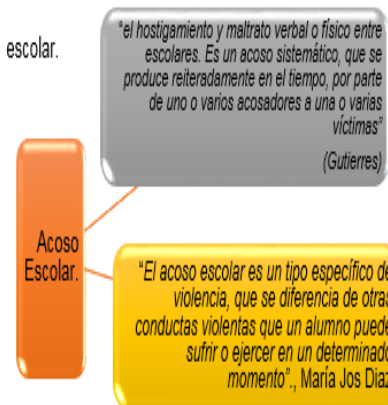 escolar.
"el hostigamiento y maltrato verbal o físico entre
escolares. Es un acoso sistemático, que se
produce reiteradamente en el tiempo, por parte
de uno o varios acosadores a una o varias
víctimas"
(Gutierres)
Acoso
Escolar.
"El acoso escolar es un tipo específico de
violencia, que se diferencia de otras
conductas violentas que un alumno puede
sufrir o ejercer en un determinado
momento"., María Jos Diaz